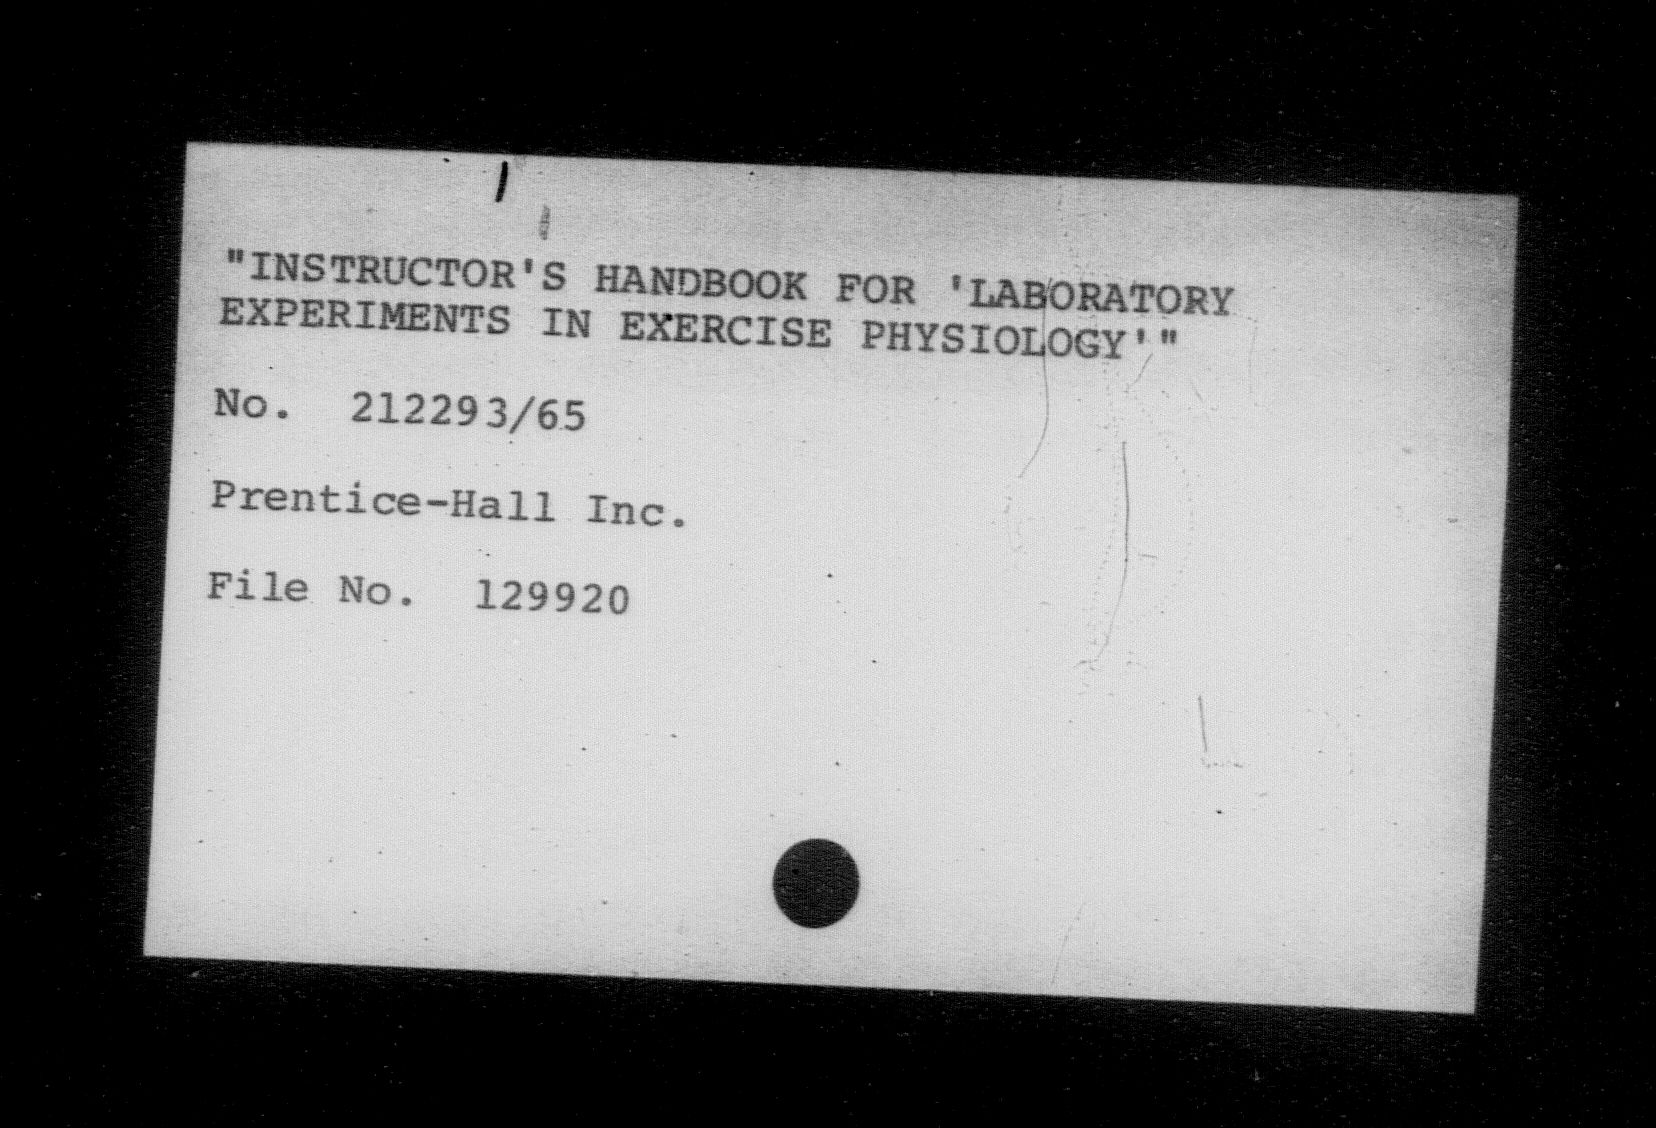 "INSTRUCTOR'S HANDBOOK FOR 'LABORATORY
EXPERIMENTS IN EXERCISE PHYSIOLOGY'"
No. 212293/65
Prentice-Hall Inc.
File No. 129920